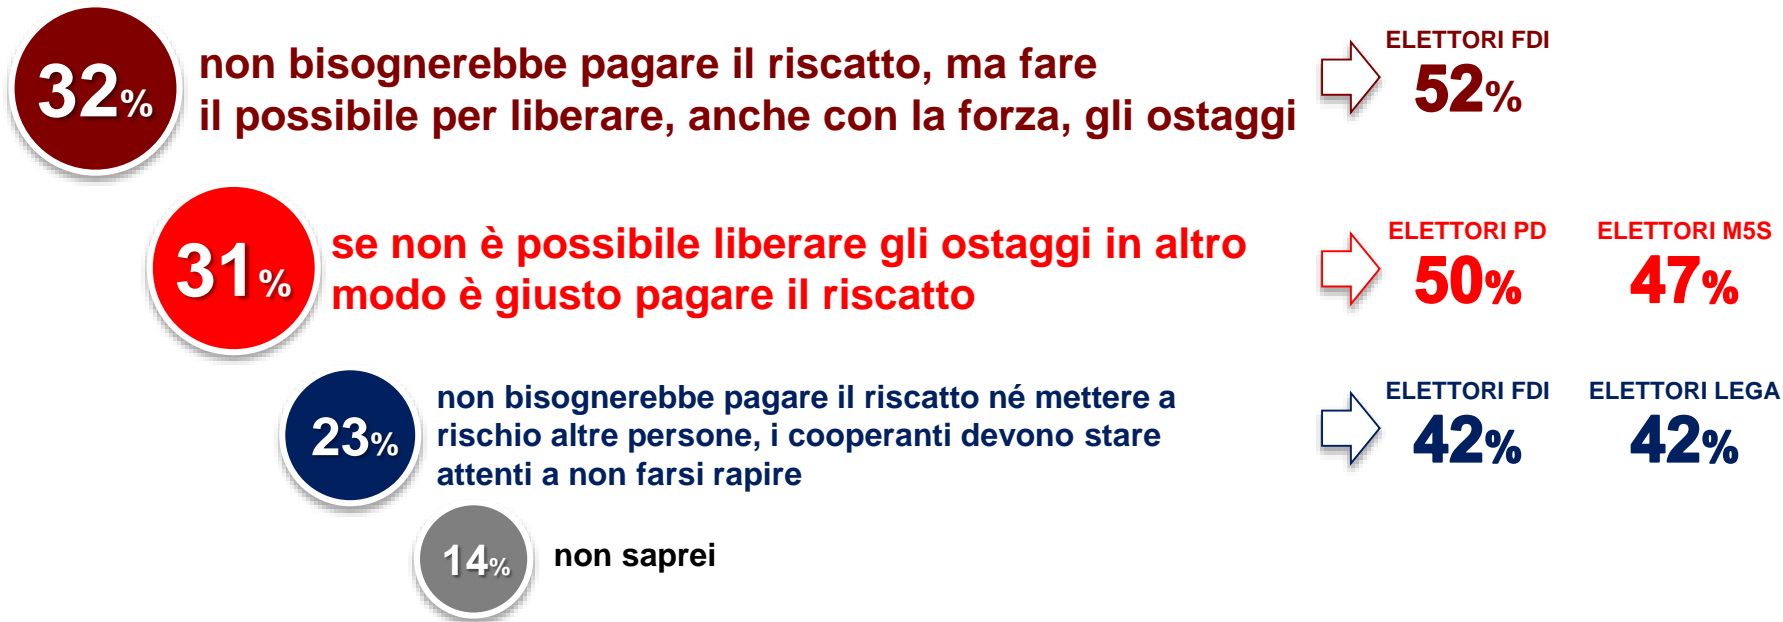 32%
non bisognerebbe pagare il riscatto, ma fare
il possibile per liberare, anche con la forza, gli ostaggi
ELETTORI FDI
52%
31%
se non è possibile liberare gli ostaggi in altro
modo è giusto pagare il riscatto
ELETTORI PD
50%
ELETTORI M5S
47%
23%
non bisognerebbe pagare il riscatto né mettere a
rischio altre persone, i cooperanti devono stare
attenti a non farsi rapire
ELETTORI FDI
42%
ELETTORI LEGA
42%
14%
non saprei